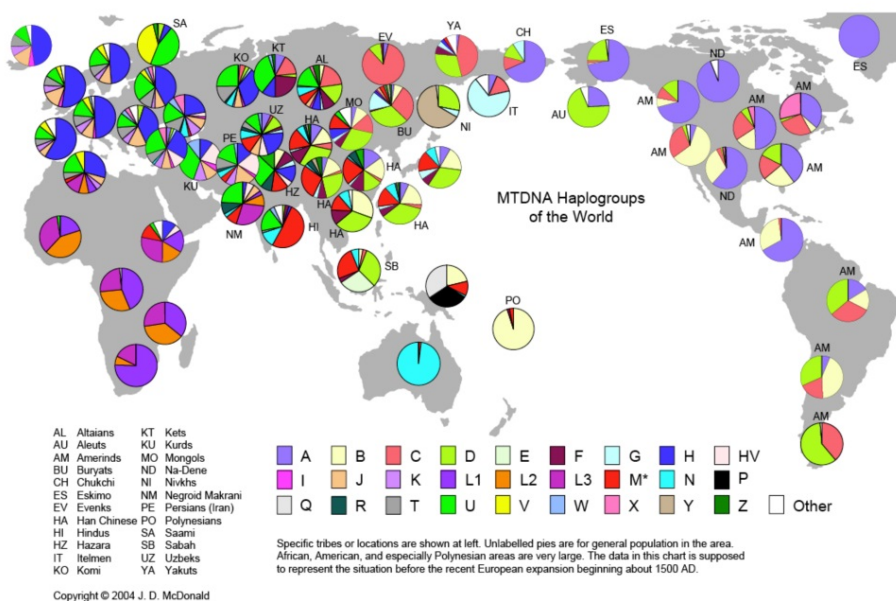 SA
EV
YA
CH
ES
ES
KO
KT
AL
ND
AM
AM
AM
IT
UZ
MO
NI
AU
BU
HA
PE
AM
HA
AM
KU
HZ
ND
MTDNA Haplogroups
of the World
HA
HA
NM
HI
HA
AM
SB
AM
PO
AM
AM
AL Altaians KT Kets
AU Aleuts KU Kurds
AM Amerinds MO Mongols
BU Buryats ND Na-Dene
CH Chukchi NI Nivkhs
ES Eskimo NM Negroid Makrani
EV Evenks PE Persians (Iran)
HA Han Chinese PO Polynesians
HI Hindus SA Saami
HZ Hazara SB Sabah
IT Itelmen UZ Uzbeks
KO Komi YA Yakuts
A B C D E F G H HV
I J K L1 L2 L3 M* N P
Q R T U V W X Y Z Other
Specific tribes or locations are shown at left. Unlabelled pies are for general population in the area.
African, American, and especially Polynesian areas are very large. The data in this chart is supposed
to represent the situation before the recent European expansion beginning about 1500 AD.
Copyright © 2004 J. D. McDonald